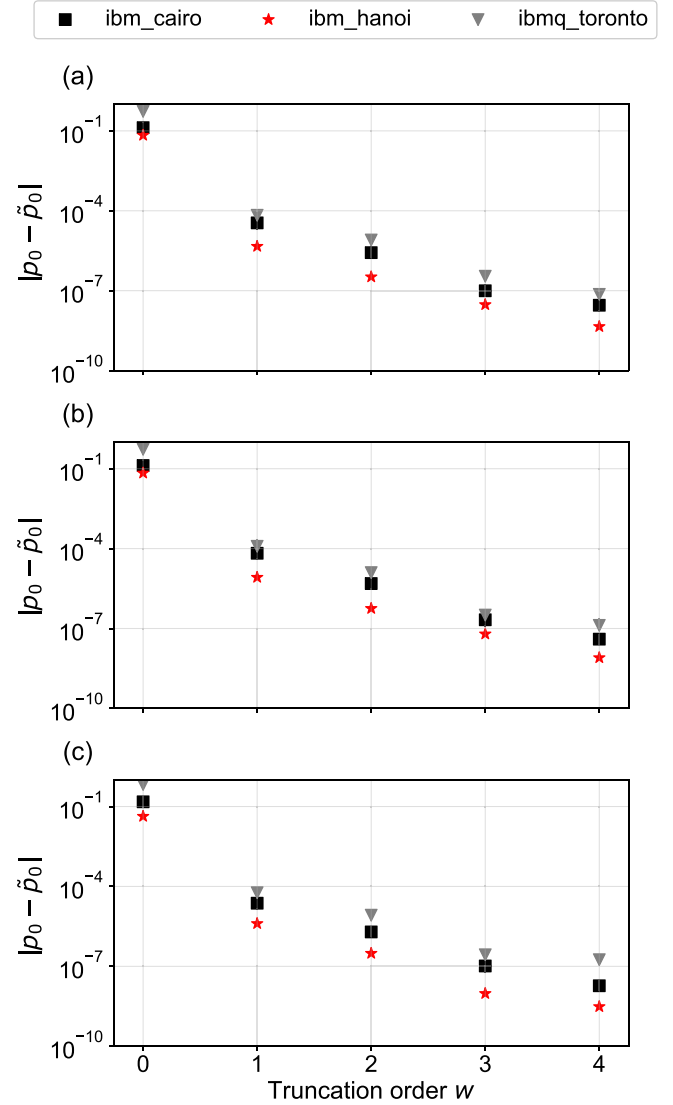 ibm_cairo ibm_hanoi ibmq_toronto
(a)
10⁻¹
10⁻⁴
10⁻⁷
10⁻¹⁰
|p₀ − p̃₀|
(b)
10⁻¹
10⁻⁴
10⁻⁷
10⁻¹⁰
|p₀ − p̃₀|
(c)
10⁻¹
10⁻⁴
10⁻⁷
10⁻¹⁰
|p₀ − p̃₀|
0 1 2 3 4
Truncation order w